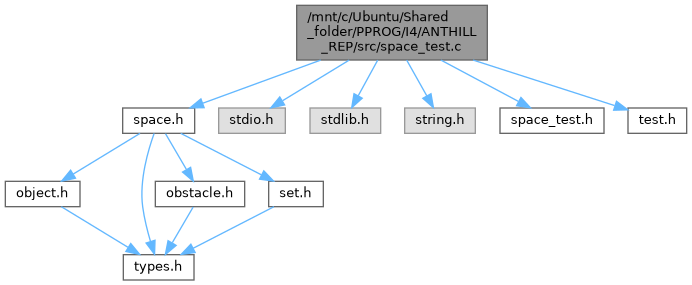 /mnt/c/Ubuntu/Shared
_folder/PPROG/I4/ANTHILL
_REP/src/space_test.c
space.h
stdio.h
stdlib.h
string.h
space_test.h
test.h
object.h
obstacle.h
set.h
types.h